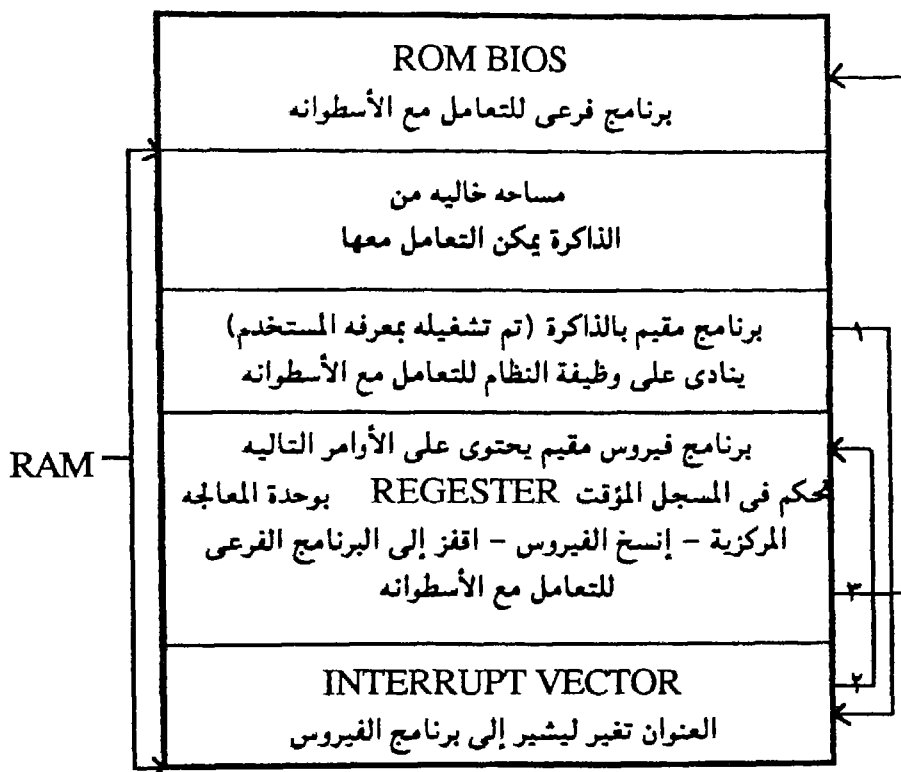 ROM BIOS
برنامج فرعى للتعامل مع الأسطوانه
مساحه خاليه من
الذاكرة يمكن التعامل معها
برنامج مقيم بالذاكرة (تم تشغيله بمعرفه المستخدم)
ينادى على وظيفة النظام للتعامل مع الأسطوانه
١
برنامج فيروس مقيم يحتوى على الأوامر التاليه
تحكم فى المسجل المؤقت REGESTER بوحدة المعالجه
المركزية – إنسخ الفيروس – اقفز إلى البرنامج الفرعى
للتعامل مع الأسطوانه
٣
RAM
INTERRUPT VECTOR
٢
العنوان تغير ليشير إلى برنامج الفيروس